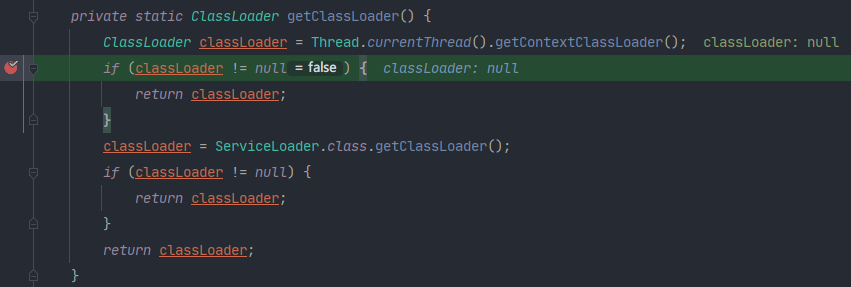 private static ClassLoader getClassLoader() {
    ClassLoader classLoader = Thread.currentThread().getContextClassLoader();  classLoader: null
    if (classLoader != null = false ) {  classLoader: null
        return classLoader;
    }
    classLoader = ServiceLoader.class.getClassLoader();
    if (classLoader != null) {
        return classLoader;
    }
    return classLoader;
}